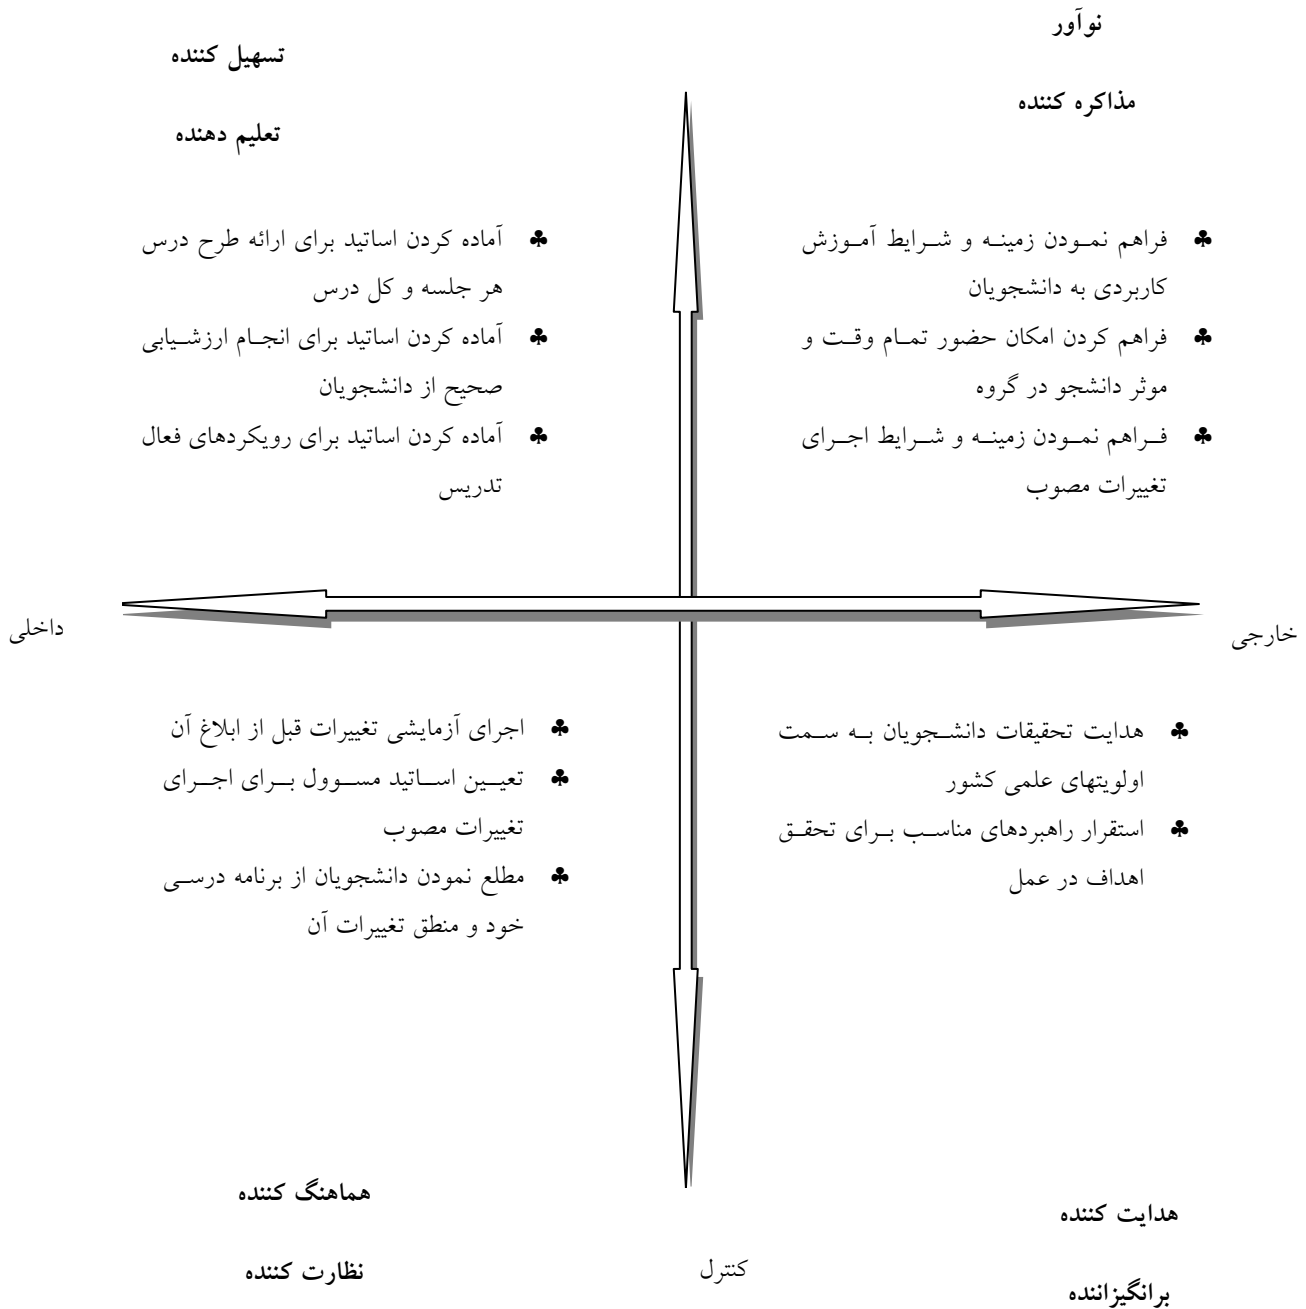 نوآور
مذاکره کننده
تسهیل کننده
تعلیم دهنده
♣ فراهم نمودن زمینه و شرایط آموزش
کاربردی به دانشجویان
♣ فراهم کردن امکان حضور تمام وقت و
موثر دانشجو در گروه
♣ فراهم نمودن زمینه و شرایط اجرای
تغییرات مصوب
♣ آماده کردن اساتید برای ارائه طرح درس
هر جلسه و کل درس
♣ آماده کردن اساتید برای انجام ارزشیابی
صحیح از دانشجویان
♣ آماده کردن اساتید برای رویکردهای فعال
تدریس
خارجی
داخلی
♣ هدایت تحقیقات دانشجویان به سمت
اولویتهای علمی کشور
♣ استقرار راهبردهای مناسب برای تحقق
اهداف در عمل
♣ اجرای آزمایشی تغییرات قبل از ابلاغ آن
♣ تعیین اساتید مسوول برای اجرای
تغییرات مصوب
♣ مطلع نمودن دانشجویان از برنامه درسی
خود و منطق تغییرات آن
هدایت کننده
برانگیزاننده
کنترل
هماهنگ کننده
نظارت کننده